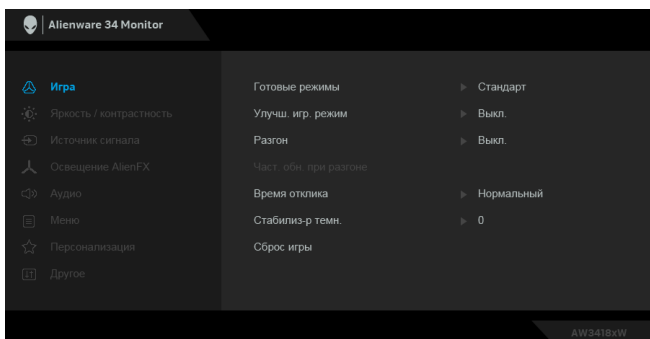 Alienware 34 Monitor
Игра
Готовые режимы Стандарт
Яркость / контрастность
Улучш. игр. режим Выкл.
Источник сигнала
Разгон Выкл.
Освещение AlienFX
Част. обн. при разгоне
Аудио
Время отклика Нормальный
Меню
Стабилиз-р темн. 0
Персонализация
Сброс игры
Другое
AW3418xW